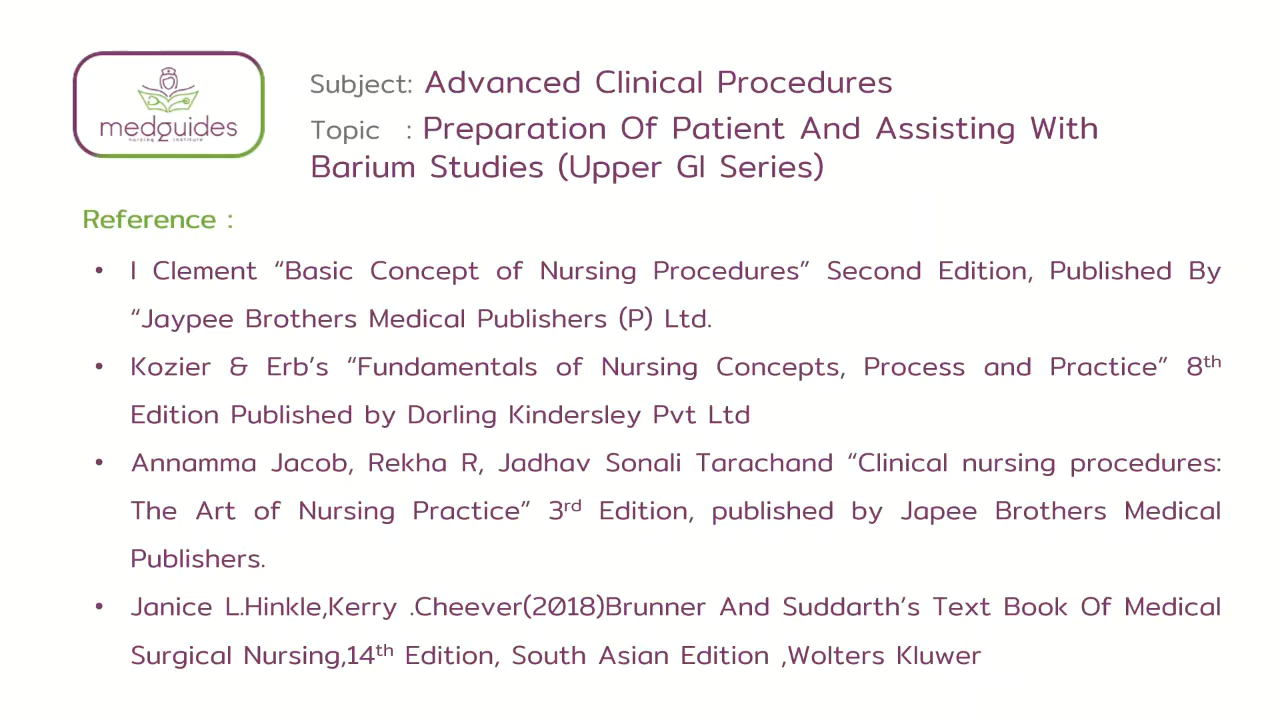 medguides
nursing institute
Subject: Advanced Clinical Procedures
Topic : Preparation Of Patient And Assisting With
Barium Studies (Upper GI Series)
Reference :
• I Clement “Basic Concept of Nursing Procedures” Second Edition, Published By
“Jaypee Brothers Medical Publishers (P) Ltd.
• Kozier & Erb’s “Fundamentals of Nursing Concepts, Process and Practice” 8th
Edition Published by Dorling Kindersley Pvt Ltd
• Annamma Jacob, Rekha R, Jadhav Sonali Tarachand “Clinical nursing procedures:
The Art of Nursing Practice” 3rd Edition, published by Japee Brothers Medical
Publishers.
• Janice L.Hinkle,Kerry .Cheever(2018)Brunner And Suddarth’s Text Book Of Medical
Surgical Nursing,14th Edition, South Asian Edition ,Wolters Kluwer